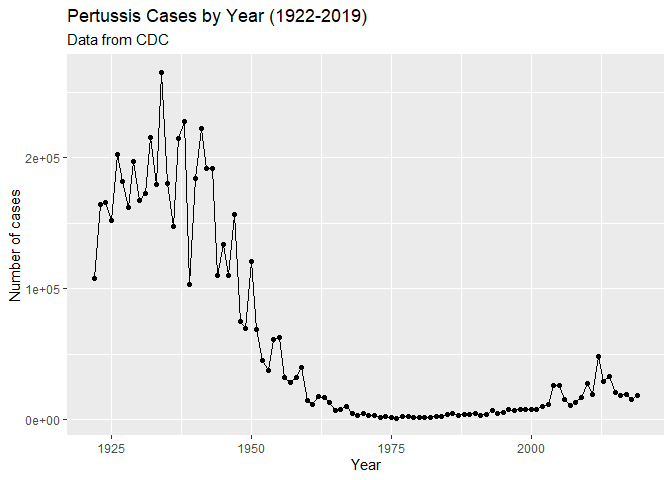 Pertussis Cases by Year (1922-2019)
Data from CDC
Number of cases
2e+05
1e+05
0e+00
1925 1950 1975 2000
Year